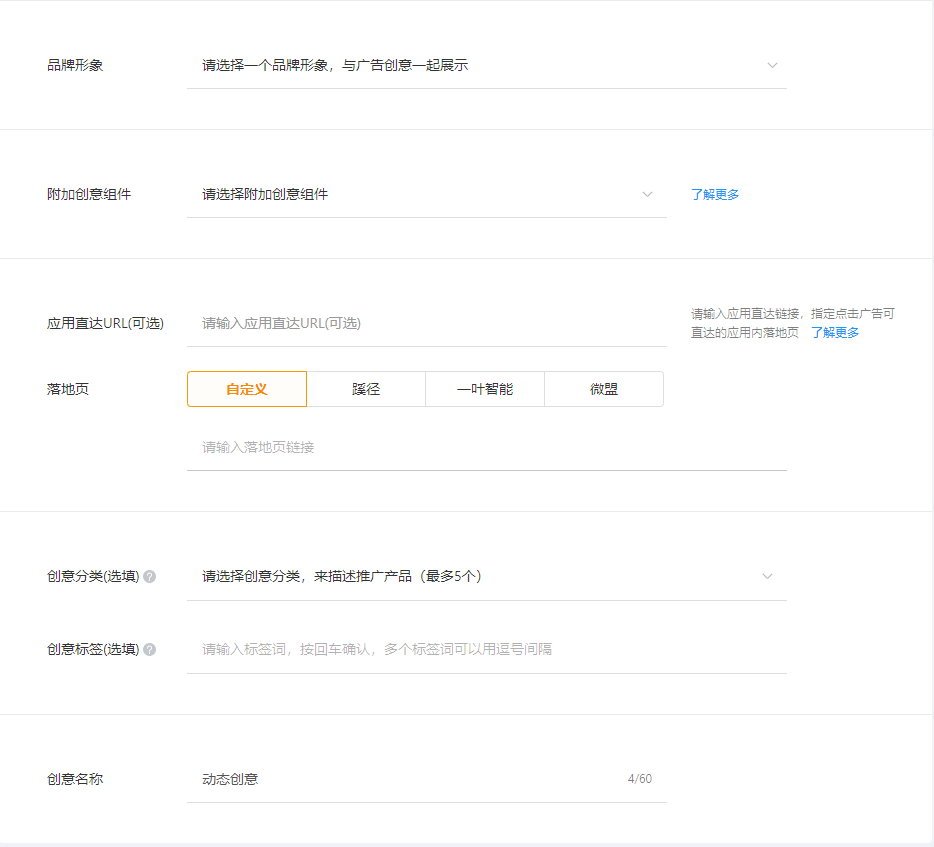 品牌形象 请选择一个品牌形象，与广告创意一起展示
附加创意组件 请选择附加创意组件 了解更多
应用直达URL(可选) 请输入应用直达URL(可选) 请输入应用直达链接，指定点击广告可
直达的应用内落地页 了解更多
落地页 自定义 蹊径 一叶智能 微盟
请输入落地页链接
创意分类(选填) ? 请选择创意分类，来描述推广产品（最多5个）
创意标签(选填) ? 请输入标签词，按回车确认，多个标签词可以用逗号间隔
创意名称 动态创意 4/60